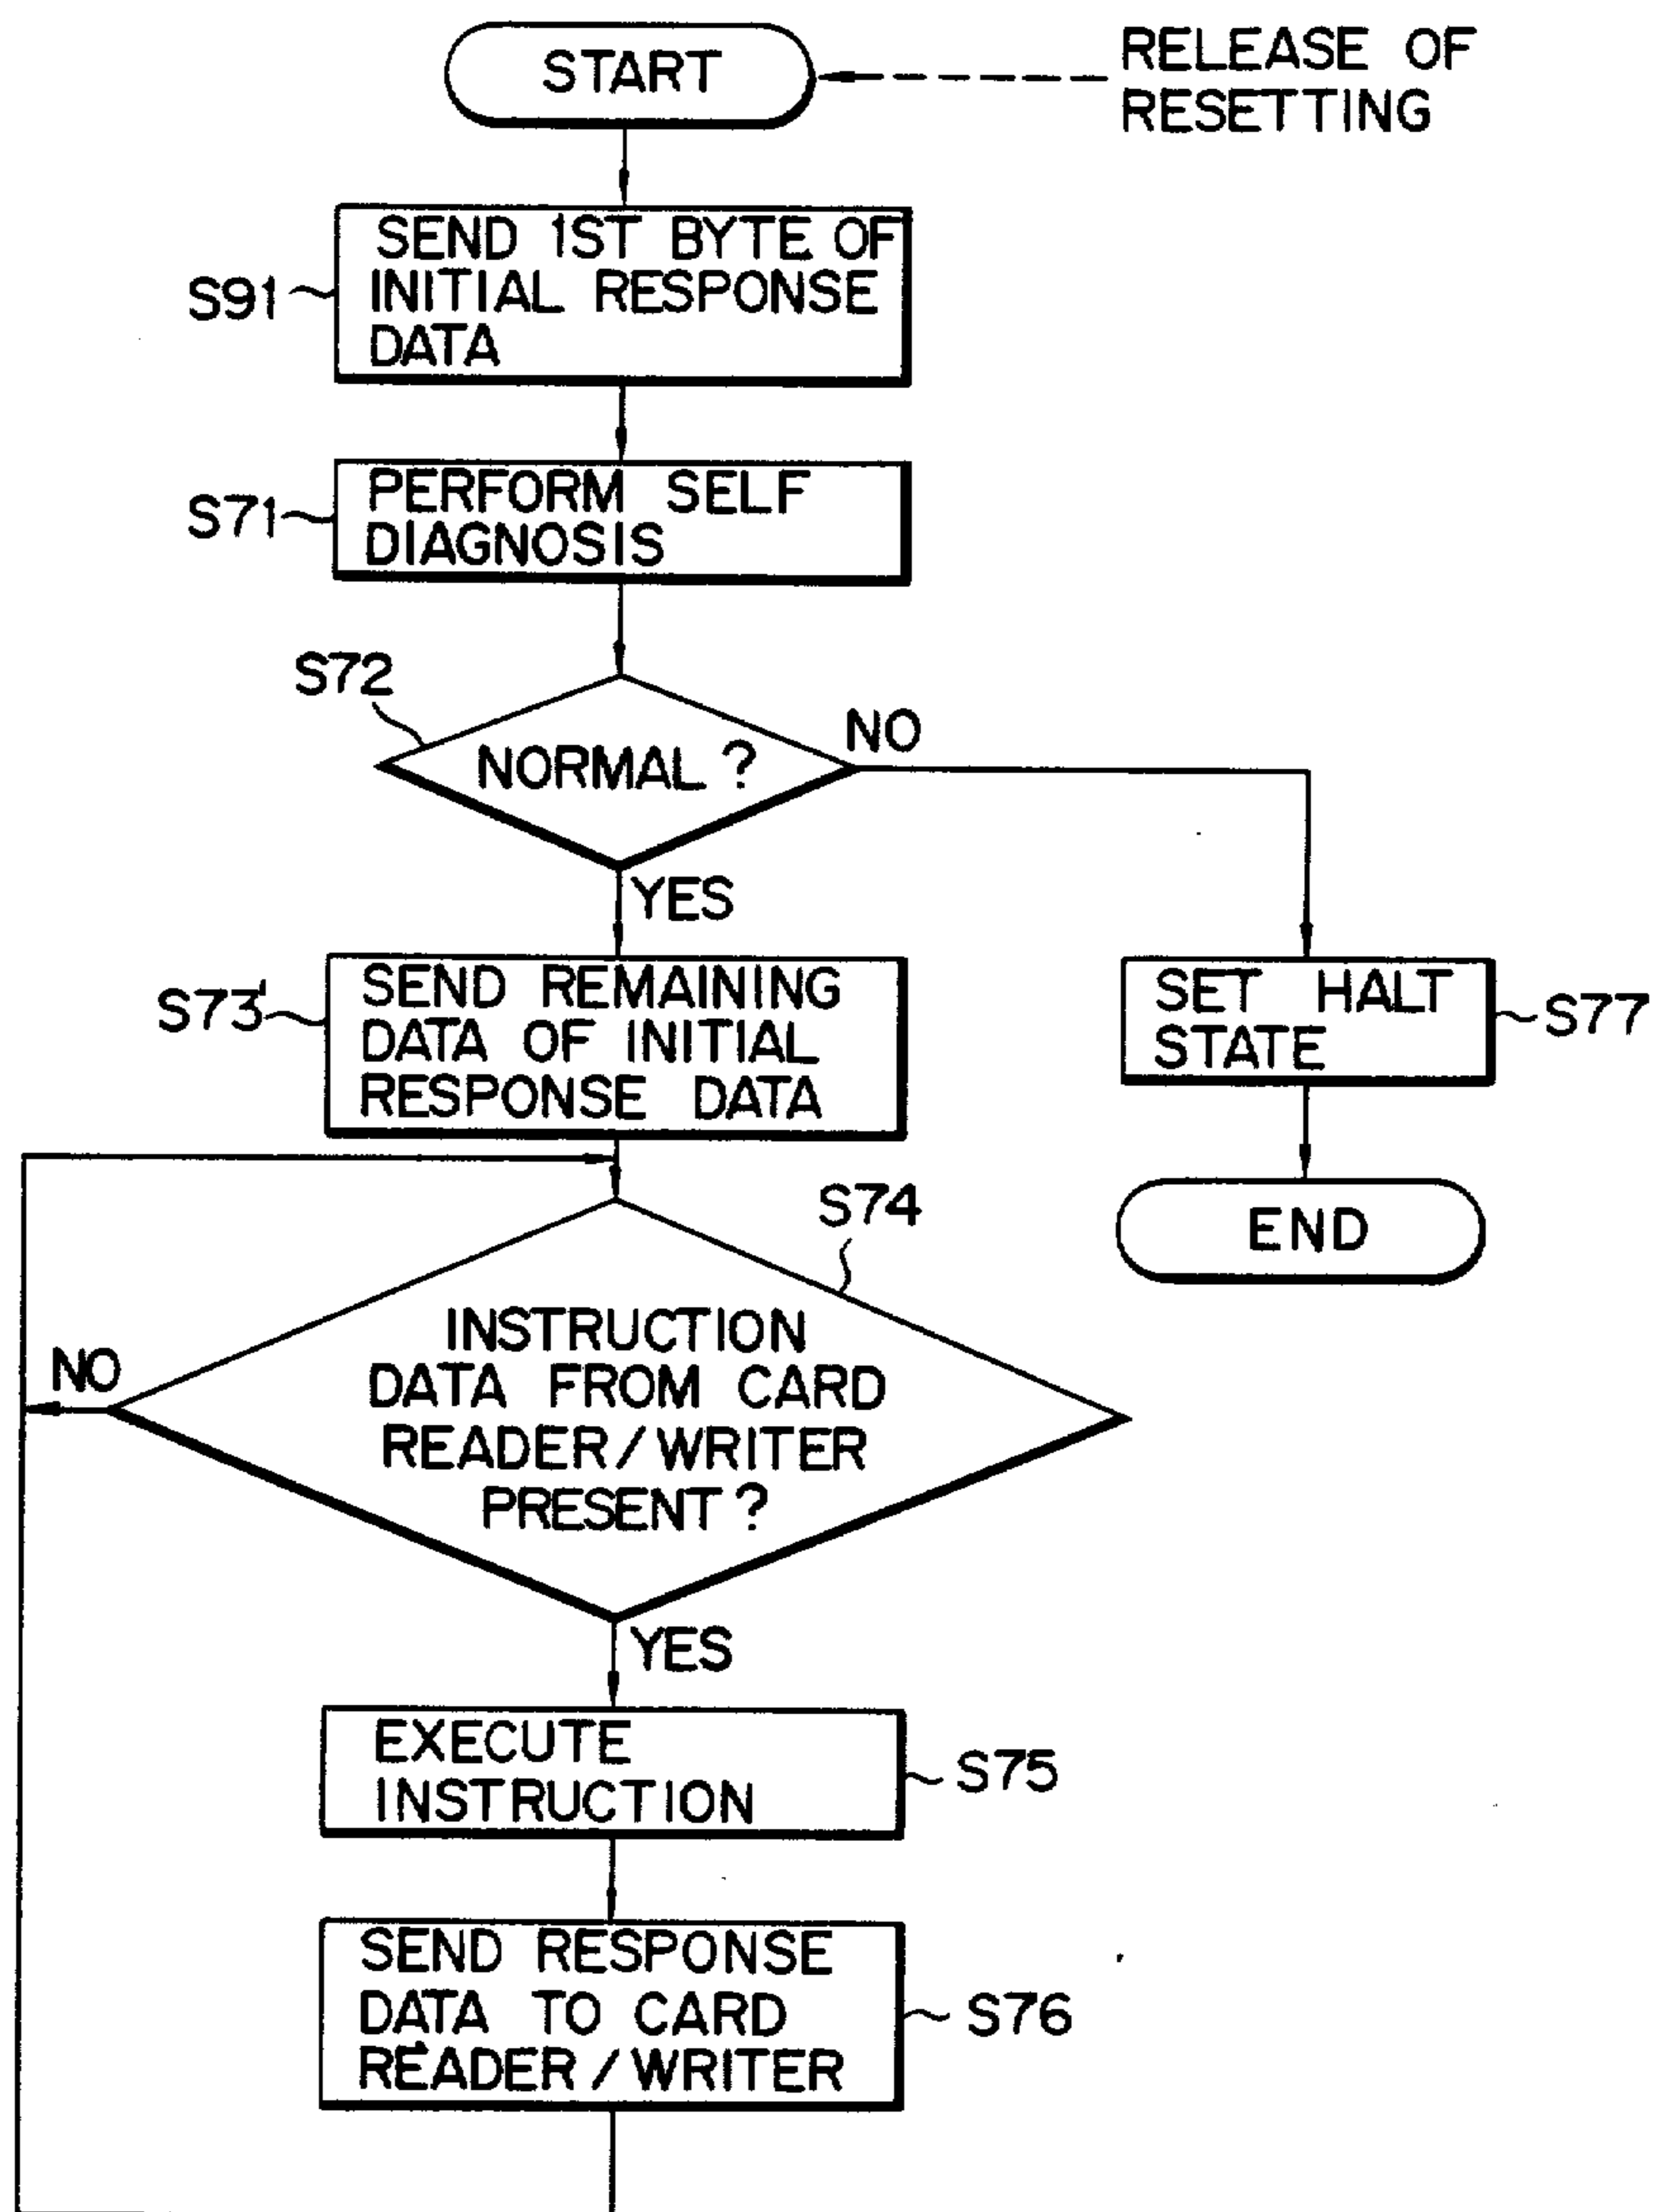 START
RELEASE OF
RESETTING
SEND 1ST BYTE OF
INITIAL RESPONSE
DATA
S91
PERFORM SELF
DIAGNOSIS
S71
S72
NORMAL?
NO
YES
SEND REMAINING
DATA OF INITIAL
RESPONSE DATA
S73'
SET HALT
STATE
S77
END
S74
INSTRUCTION
DATA FROM CARD
READER/WRITER
PRESENT?
NO
YES
EXECUTE
INSTRUCTION
S75
SEND RESPONSE
DATA TO CARD
READER/WRITER
S76